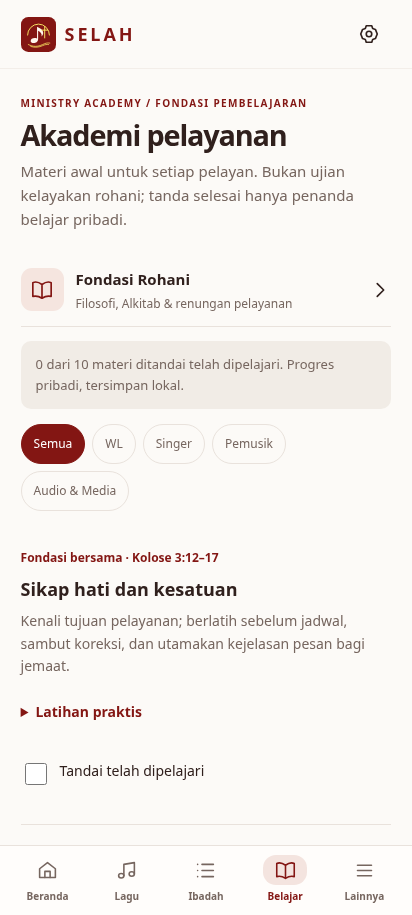 SELAH
MINISTRY ACADEMY / FONDASI PEMBELAJARAN
Akademi pelayanan
Materi awal untuk setiap pelayan. Bukan ujian
kelayakan rohani; tanda selesai hanya penanda
belajar pribadi.
Fondasi Rohani
Filosofi, Alkitab & renungan pelayanan
0 dari 10 materi ditandai telah dipelajari. Progres
pribadi, tersimpan lokal.
Semua WL Singer Pemusik
Audio & Media
Fondasi bersama · Kolose 3:12–17
Sikap hati dan kesatuan
Kenali tujuan pelayanan; berlatih sebelum jadwal,
sambut koreksi, dan utamakan kejelasan pesan bagi
jemaat.
Latihan praktis
Tandai telah dipelajari
Beranda Lagu Ibadah Belajar Lainnya